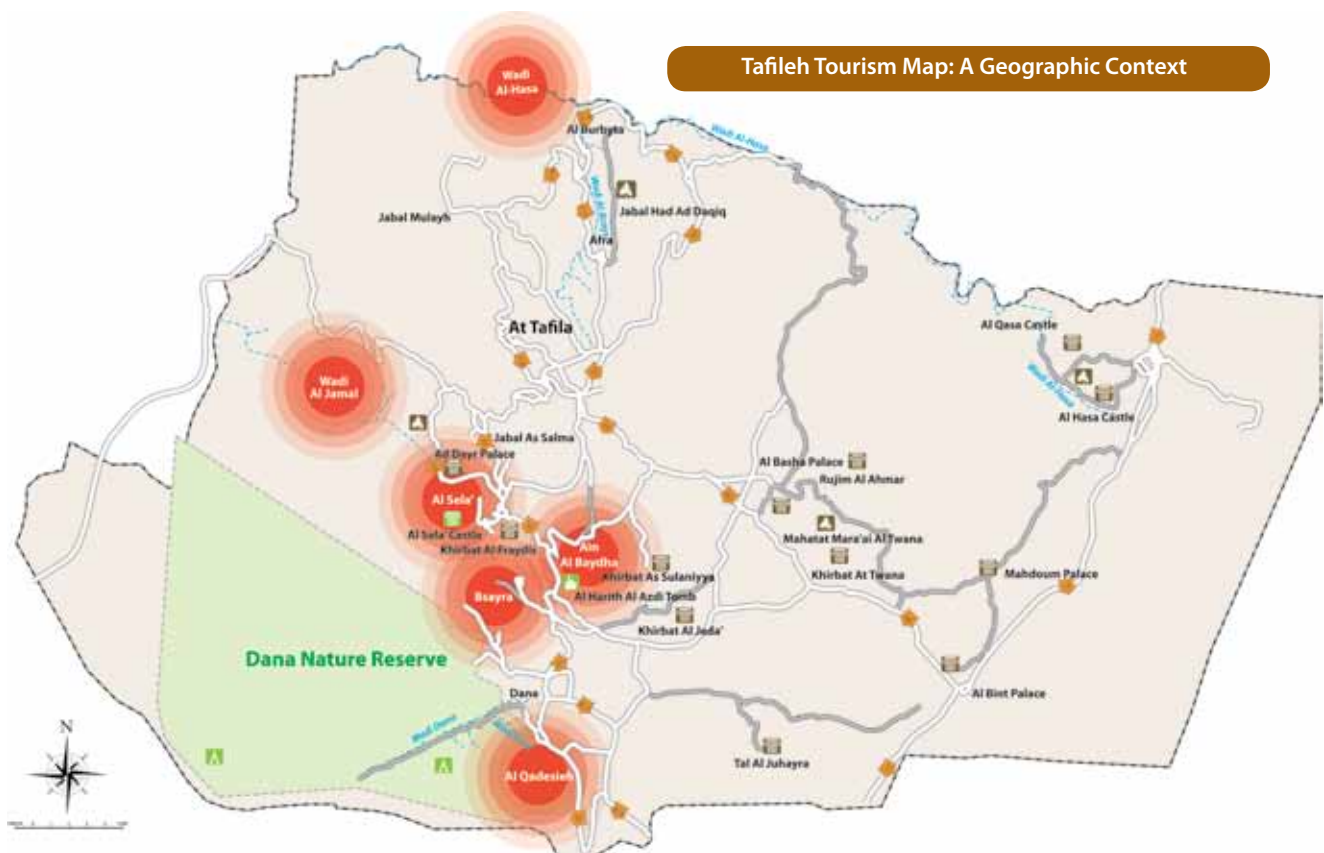 Tafileh Tourism Map: A Geographic Context
Wadi
Al-Hasa
Al Burbyta
Wadi Al-Hasa
Jabal Mulayh
Jabal Had Ad Daqiq
Afra
At Tafila
Al Qasa Castle
Wadi
Al Jamal
Wadi Al-Hasa
Al Hasa Castle
Jabal As Salma
Ad Dayr Palace
Al Basha Palace
Rujim Al Ahmar
Al Sela'
Al Sela' Castle
Khirbat Al Fraydis
Ain
Al Baydha
Mahatat Mara'ai Al Twana
Khirbat At Twana
Mahdoum Palace
Khirbat As Sulaniyya
Bsayra
Al Harith Al Azdi Tomb
Khirbat Al Jeda'
Dana Nature Reserve
Dana
Al Bint Palace
Wadi Dana
Tal Al Juhayra
Al Qadesieh
N